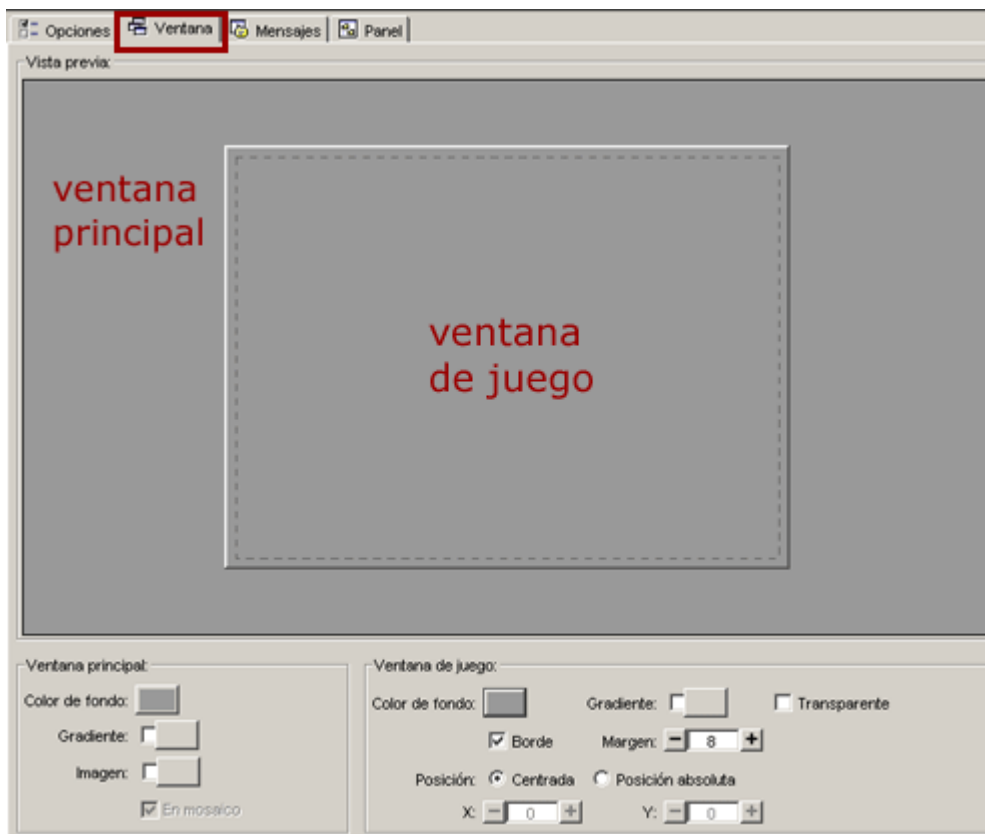 Opciones Ventana Mensajes Panel
Vista previa:
ventana
principal
ventana
de juego
Ventana principal:
Color de fondo:
Gradiente:
Imagen:
En mosaico
Ventana de juego:
Color de fondo: Gradiente: Transparente
Borde Margen: 8
Posición: Centrada Posición absoluta
X: 0 Y: 0